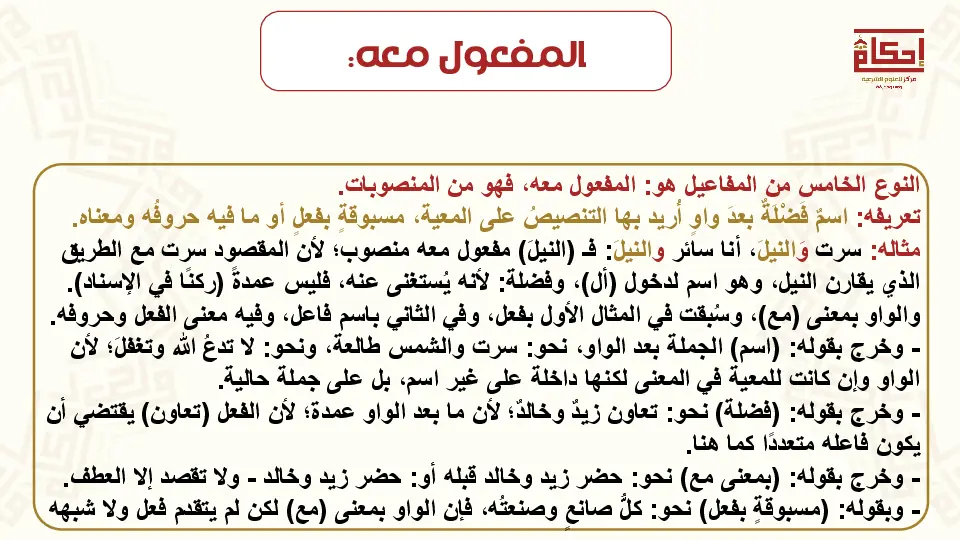 المفعول معه:
إحكام
مركز للعلوم الشرعية
النوع الخامس من المفاعيل هو: المفعول معه، فهو من المنصوبات.
تعريفه: اسمٌ فَضْلَةٌ بعدَ واوٍ أُريد بها التنصيصُ على المعية، مسبوقةٍ بفعلٍ أو ما فيه حروفُه ومعناه.
مثاله: سرت وَالنيلَ، أنا سائر والنيلَ: فـ (النيلَ) مفعول معه منصوب؛ لأن المقصود سرت مع الطريق
الذي يقارن النيل، وهو اسم لدخول (أل)، وفضلة: لأنه يُستغنى عنه، فليس عمدةً (ركنًا في الإسناد).
والواو بمعنى (مع)، وسُبقت في المثال الأول بفعل، وفي الثاني باسم فاعل، وفيه معنى الفعل وحروفه.
- وخرج بقوله: (اسم) الجملة بعد الواو، نحو: سرت والشمس طالعة، ونحو: لا تدعُ الله وتغفلَ؛ لأن
الواو وإن كانت للمعية في المعنى لكنها داخلة على غير اسم، بل على جملة حالية.
- وخرج بقوله: (فضلة) نحو: تعاون زيدٌ وخالدٌ؛ لأن ما بعد الواو عمدة؛ لأن الفعل (تعاون) يقتضي أن
يكون فاعله متعددًا كما هنا.
- وخرج بقوله: (بمعنى مع) نحو: حضر زيد وخالد قبله أو: حضر زيد وخالد - ولا تقصد إلا العطف.
- وبقوله: (مسبوقةٍ بفعل) نحو: كلُّ صانعٍ وصنعتُه، فإن الواو بمعنى (مع) لكن لم يتقدم فعل ولا شبهه